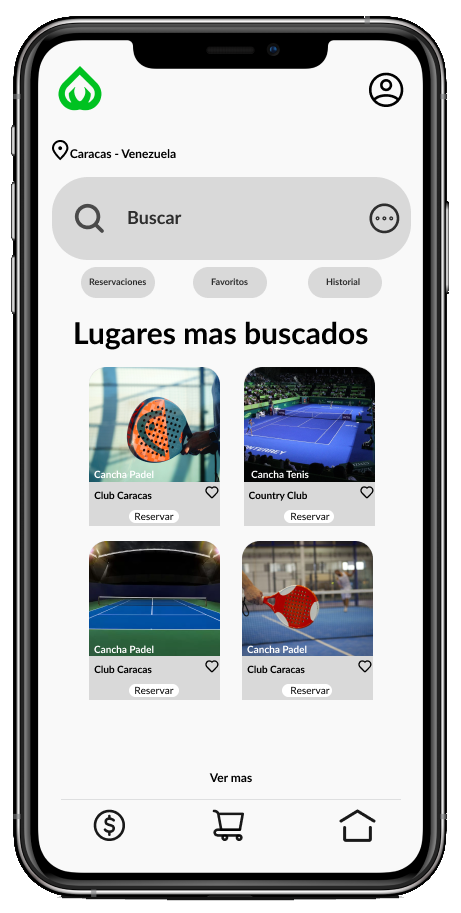 Caracas - Venezuela
Buscar
Reservaciones
Favoritos
Historial
Lugares mas buscados
Cancha Padel
Club Caracas
Reservar
MONTERREY
Cancha Tenis
Country Club
Reservar
Cancha Padel
Club Caracas
Reservar
Cancha Padel
Club Caracas
Reservar
Ver mas
$